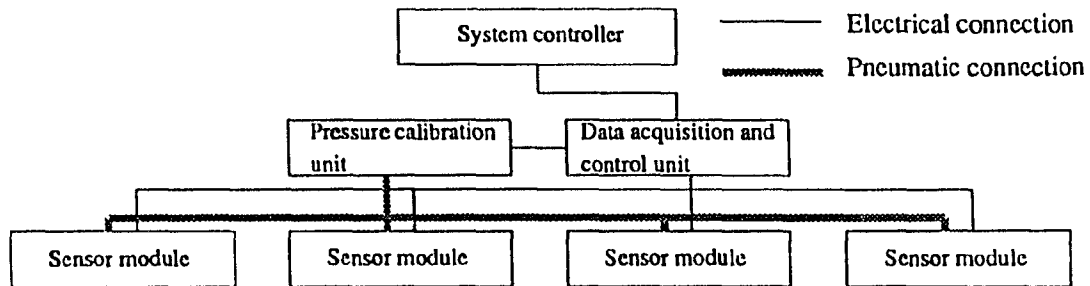 System controller
Electrical connection
Pneumatic connection
Pressure calibration
unit
Data acquisition and
control unit
Sensor module
Sensor module
Sensor module
Sensor module